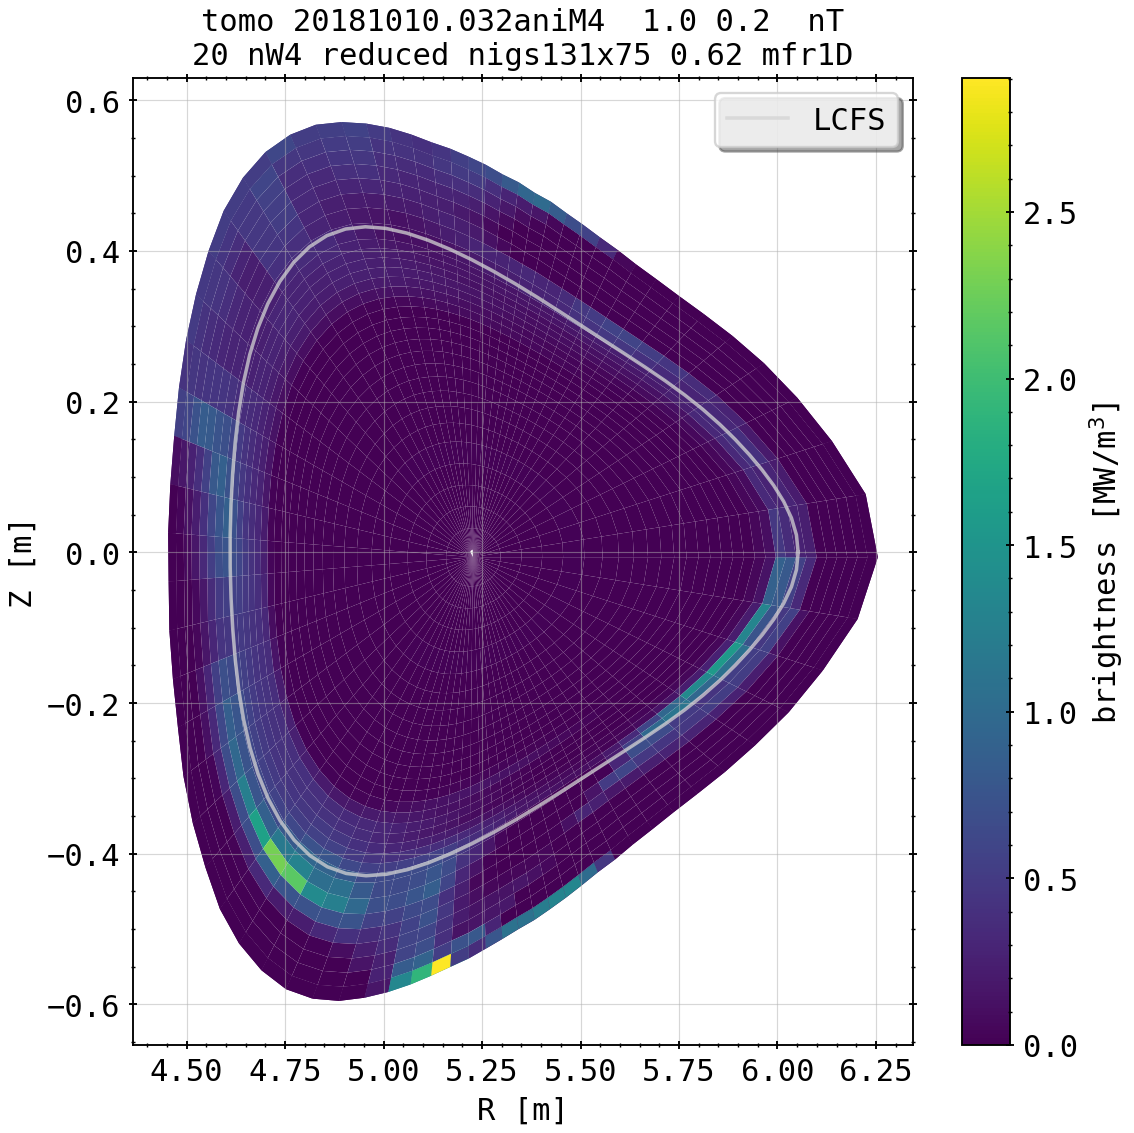 tomo 20181010.032aniM4  1.0 0.2  nT
20 nW4 reduced nigs131x75 0.62 mfr1D
LCFS
0.6
0.4
0.2
0.0
−0.2
−0.4
−0.6
Z [m]
4.50 4.75 5.00 5.25 5.50 5.75 6.00 6.25
R [m]
2.5
2.0
1.5
1.0
0.5
0.0
brightness [MW/m³]